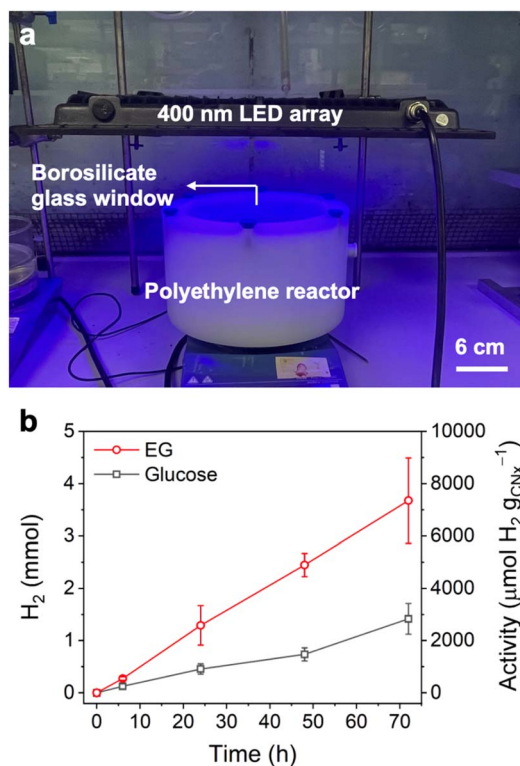 a
400 nm LED array
Borosilicate
glass window
Polyethylene reactor
6 cm
b
EG
Glucose
H₂ (mmol)
5
4
3
2
1
0
Activity (μmol H₂ g_CNx⁻¹)
10000
8000
6000
4000
2000
0
0 10 20 30 40 50 60 70
Time (h)